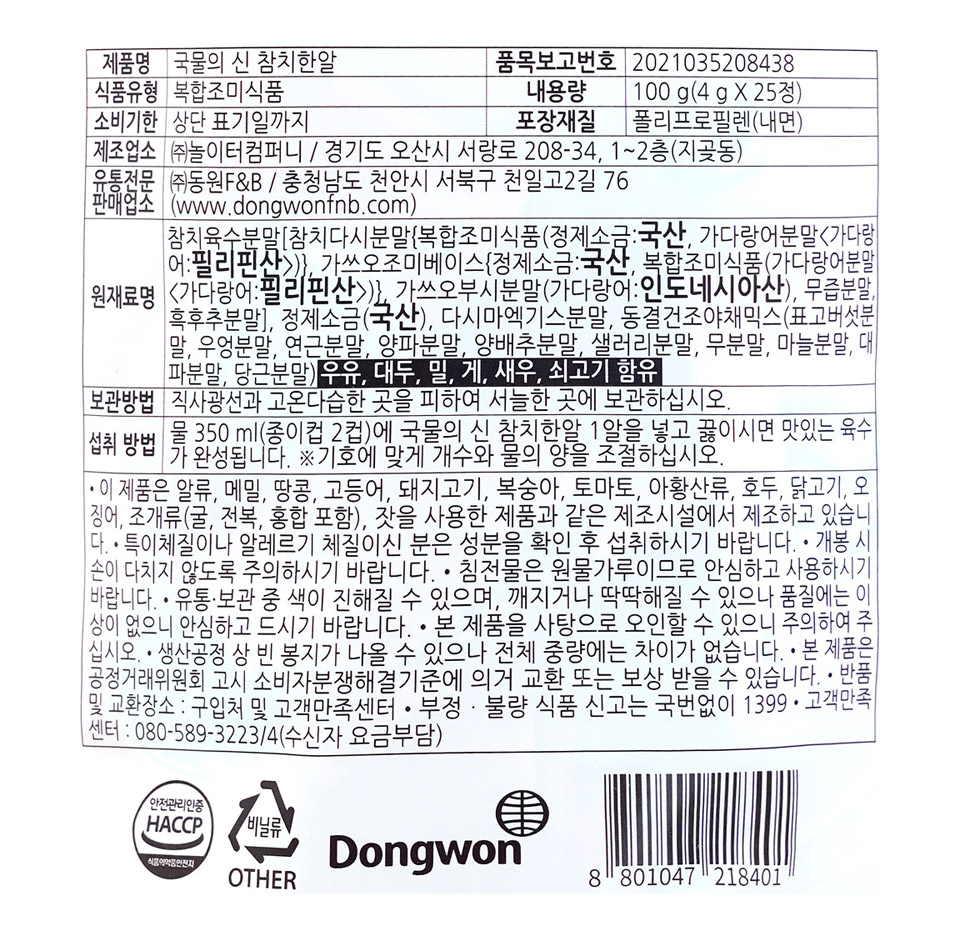 제품명 국물의 신 참치한알 품목보고번호 2021035208438
식품유형 복합조미식품 내용량 100 g(4 g X 25정)
소비기한 상단 표기일까지 포장재질 폴리프로필렌(내면)
제조업소 ㈜놀이터컴퍼니 / 경기도 오산시 서랑로 208-34, 1~2층(지곶동)
유통전문 판매업소 ㈜동원F&B / 충청남도 천안시 서북구 천일고2길 76
(www.dongwonfnb.com)
원재료명 참치육수분말[참치다시분말{복합조미식품(정제소금:국산, 가다랑어분말<가다랑
어:필리핀산>)}, 가쓰오조미베이스{정제소금:국산, 복합조미식품(가다랑어분말
<가다랑어:필리핀산>)}, 가쓰오부시분말(가다랑어:인도네시아산), 무즙분말,
흑후추분말], 정제소금(국산), 다시마엑기스분말, 동결건조야채믹스(표고버섯분
말, 우엉분말, 연근분말, 양파분말, 양배추분말, 샐러리분말, 무분말, 마늘분말, 대
파분말, 당근분말) 우유, 대두, 밀, 게, 새우, 쇠고기 함유
보관방법 직사광선과 고온다습한 곳을 피하여 서늘한 곳에 보관하십시오.
섭취 방법 물 350 ml(종이컵 2컵)에 국물의 신 참치한알 1알을 넣고 끓이시면 맛있는 육수
가 완성됩니다. ※기호에 맞게 개수와 물의 양을 조절하십시오.
• 이 제품은 알류, 메밀, 땅콩, 고등어, 돼지고기, 복숭아, 토마토, 아황산류, 호두, 닭고기, 오
징어, 조개류(굴, 전복, 홍합 포함), 잣을 사용한 제품과 같은 제조시설에서 제조하고 있습니
다. • 특이체질이나 알레르기 체질이신 분은 성분을 확인 후 섭취하시기 바랍니다. • 개봉 시
손이 다치지 않도록 주의하시기 바랍니다. • 침전물은 원물가루이므로 안심하고 사용하시기
바랍니다. • 유통·보관 중 색이 진해질 수 있으며, 깨지거나 딱딱해질 수 있으나 품질에는 이
상이 없으니 안심하고 드시기 바랍니다. • 본 제품을 사탕으로 오인할 수 있으니 주의하여 주
십시오. • 생산공정 상 빈 봉지가 나올 수 있으나 전체 중량에는 차이가 없습니다. • 본 제품은
공정거래위원회 고시 소비자분쟁해결기준에 의거 교환 또는 보상 받을 수 있습니다. • 반품
및 교환장소 : 구입처 및 고객만족센터 • 부정 · 불량 식품 신고는 국번없이 1399 • 고객만족
센터 : 080-589-3223/4(수신자 요금부담)
안전관리인증
HACCP
식품의약품안전처
비닐류
OTHER
Dongwon
8 801047 218401